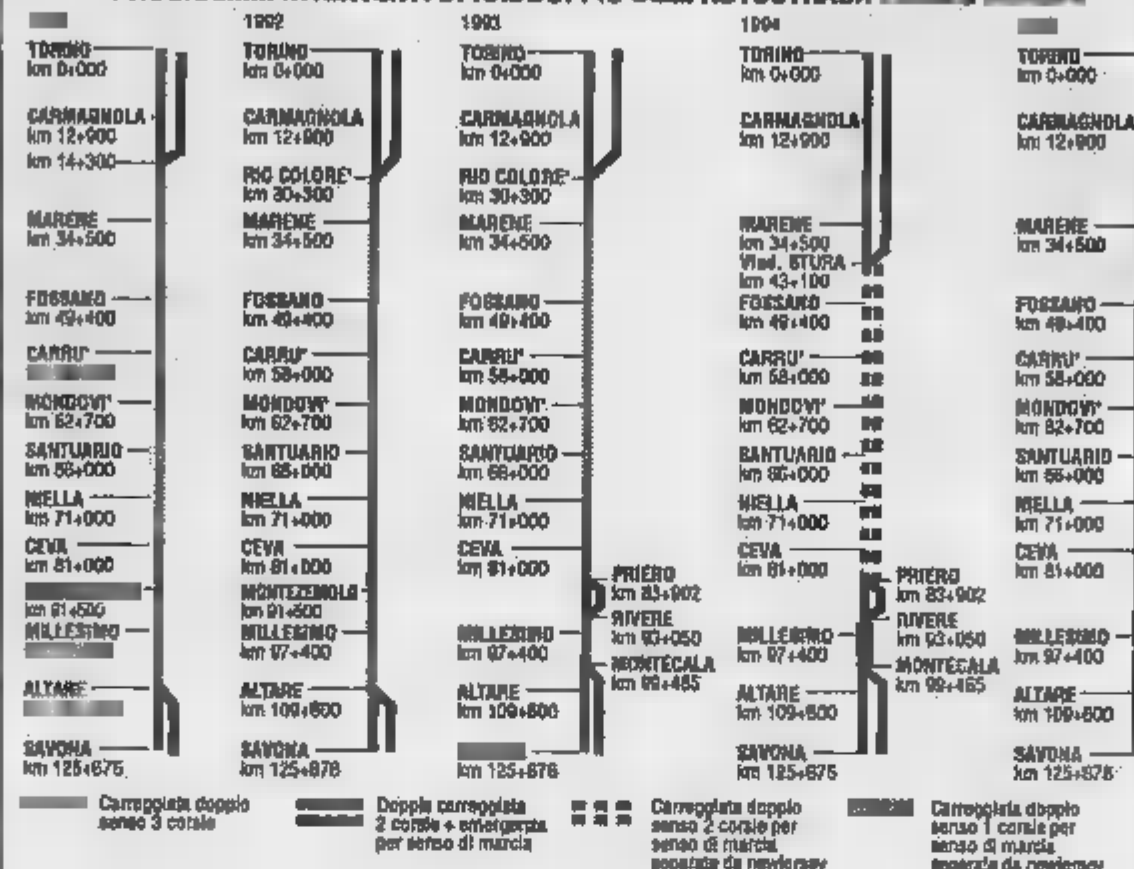 1992
1993
1994
TORINO
km 0+000
CARMAGNOLA
km 12+900
km 14+300
MARENE
km 34+500
FOSSANO
km 49+400
CARRU'
MONDOVI'
km 62+700
SANTUARIO
km 66+000
NIELLA
km 71+000
CEVA
km 81+000
km 91+500
MILLESIMO
ALTARE
SAVONA
km 125+676
TORINO
km 0+000
CARMAGNOLA
km 12+900
RIO COLORE'
km 30+300
MARENE
km 34+500
FOSSANO
km 49+400
CARRU'
km 58+000
MONDOVI'
km 62+700
SANTUARIO
km 66+000
NIELLA
km 71+000
CEVA
km 81+000
MONTEZEMOLO
km 91+500
MILLESIMO
km 97+400
ALTARE
km 109+600
SAVONA
km 125+676
TORINO
km 0+000
CARMAGNOLA
km 12+900
RIO COLORE'
km 30+300
MARENE
km 34+500
FOSSANO
km 49+400
CARRU'
km 58+000
MONDOVI'
km 62+700
SANTUARIO
km 66+000
NIELLA
km 71+000
CEVA
km 81+000
PRIERO
km 83+902
RIVERE
km 93+050
MILLESIMO
km 97+400
MONTECALA
km 99+465
ALTARE
km 109+600
km 125+676
TORINO
km 0+000
CARMAGNOLA
km 12+900
MARENE
km 34+500
Viad. STURA
km 43+100
FOSSANO
km 49+400
CARRU'
km 58+000
MONDOVI'
km 62+700
SANTUARIO
km 66+000
NIELLA
km 71+000
CEVA
km 81+000
PRIERO
km 83+902
RIVERE
km 93+050
MILLESIMO
km 97+400
MONTECALA
km 99+465
ALTARE
km 109+600
SAVONA
km 125+676
TORINO
km 0+000
CARMAGNOLA
km 12+900
MARENE
km 34+500
FOSSANO
km 49+400
CARRU'
km 58+000
MONDOVI'
km 62+700
SANTUARIO
km 66+000
NIELLA
km 71+000
CEVA
km 81+000
MILLESIMO
km 97+400
ALTARE
km 109+600
SAVONA
km 125+676
Carreggiata doppio
senso 3 corsie
Doppia carreggiata
2 corsie + emergenza
per senso di marcia
Carreggiata doppio
senso 2 corsie per
senso di marcia
separate da newjersey
Carreggiata doppio
senso 1 corsia per
senso di marcia
separate da newjersey